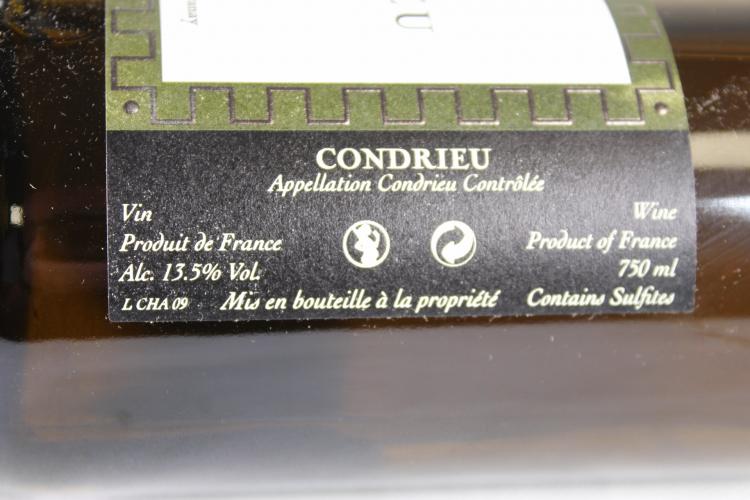 CONDRIEU
Appellation Condrieu Contrôlée
Vin
Wine
Produit de France
Product of France
Alc. 13.5% Vol.
750 ml
L CHA 09
Mis en bouteille à la propriété
Contains Sulfites